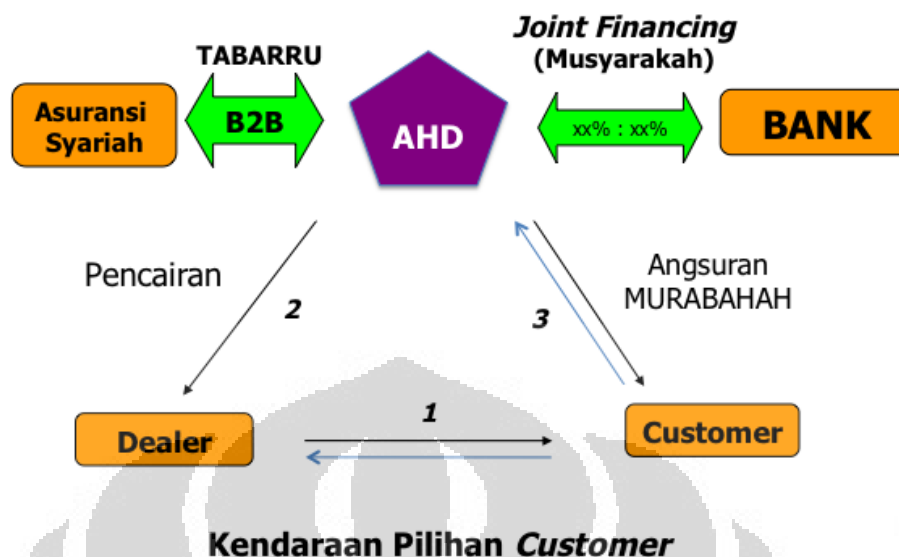 Joint Financing
(Musyarakah)
TABARRU
Asuransi
Syariah
B2B
AHD
xx% : xx%
BANK
Pencairan
2
3
Angsuran
MURABAHAH
1
Dealer
Customer
Kendaraan Pilihan Customer